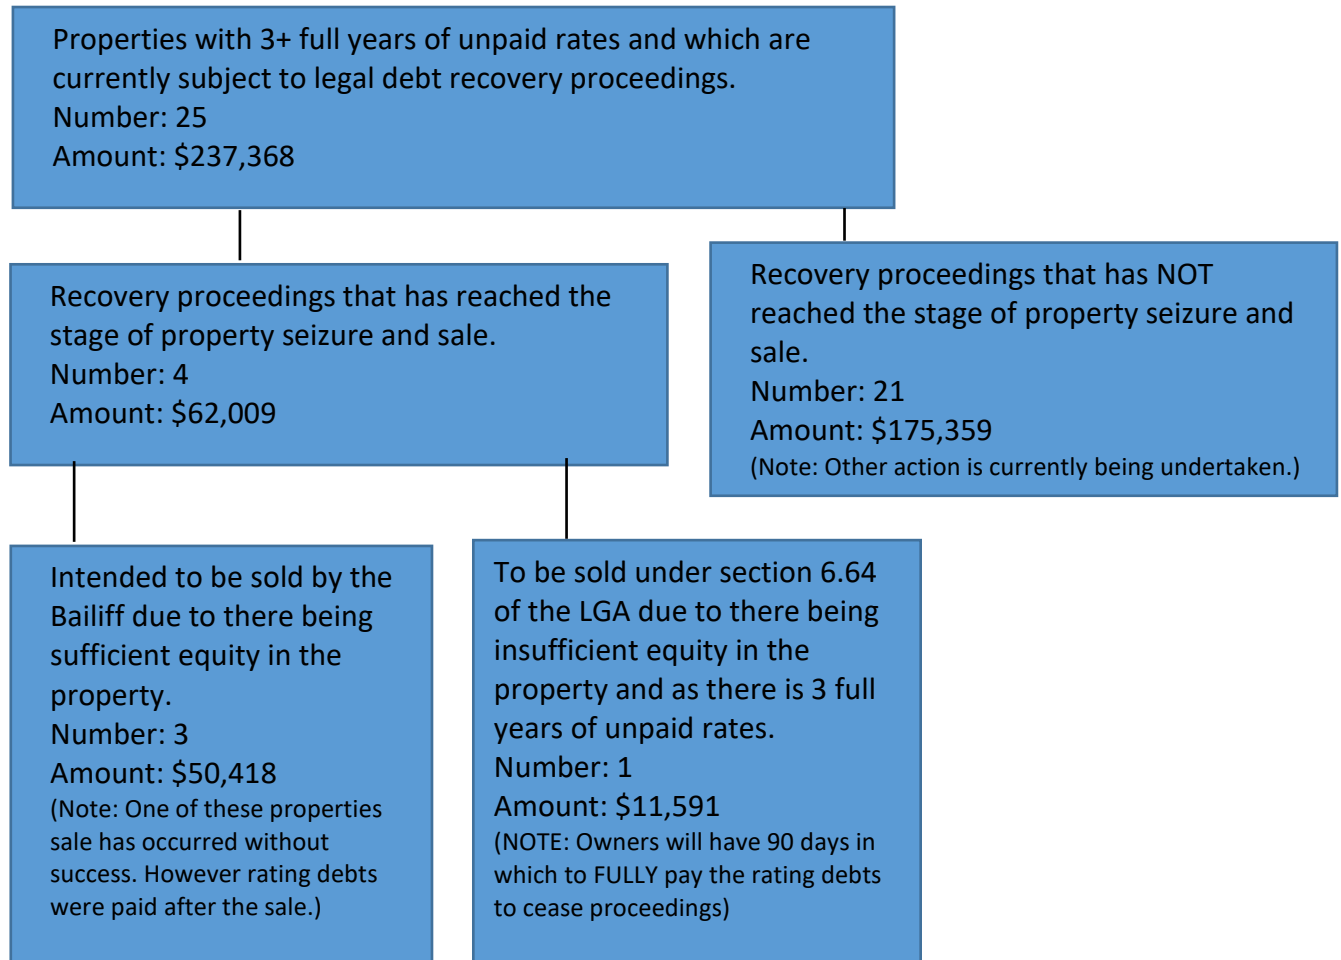 Properties with 3+ full years of unpaid rates and which are
currently subject to legal debt recovery proceedings.
Number: 25
Amount: $237,368
Recovery proceedings that has reached the
stage of property seizure and sale.
Number: 4
Amount: $62,009
Recovery proceedings that has NOT
reached the stage of property seizure and
sale.
Number: 21
Amount: $175,359
(Note: Other action is currently being undertaken.)
Intended to be sold by the
Bailiff due to there being
sufficient equity in the
property.
Number: 3
Amount: $50,418
(Note: One of these properties
sale has occurred without
success. However rating debts
were paid after the sale.)
To be sold under section 6.64
of the LGA due to there being
insufficient equity in the
property and as there is 3 full
years of unpaid rates.
Number: 1
Amount: $11,591
(NOTE: Owners will have 90 days in
which to FULLY pay the rating debts
to cease proceedings)